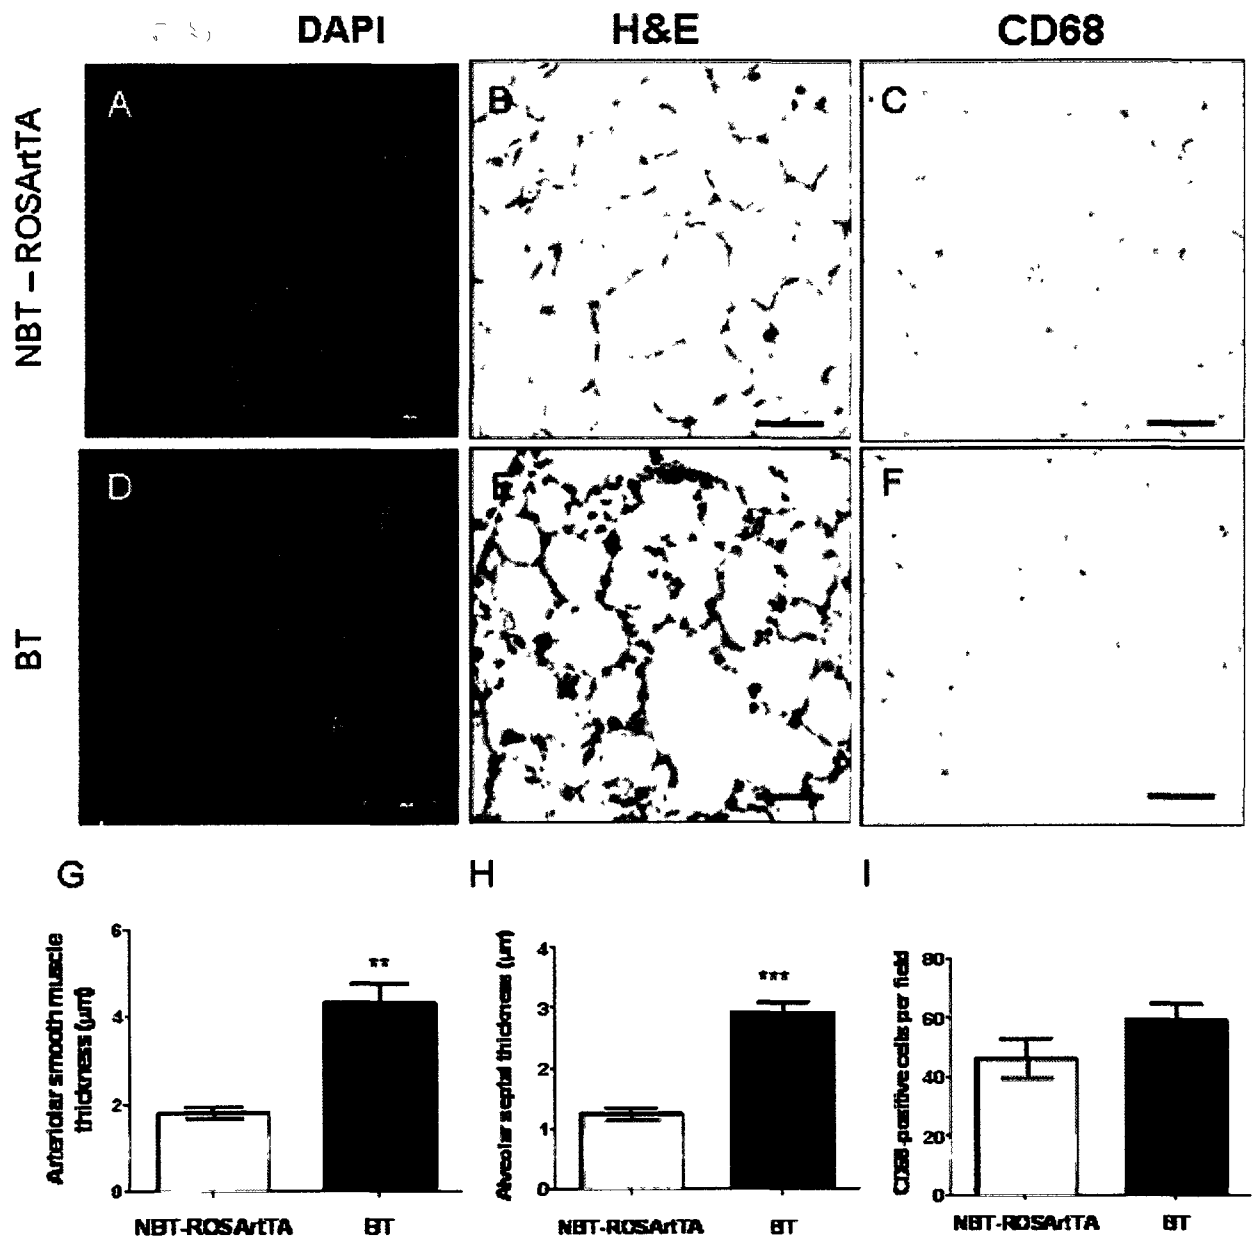 DAPI H&E CD68
NBT – ROSArtTA
A
B
C
BT
D
E
F
G
H
I
Arteriolar smooth muscle
thickness (µm)
6
4
2
0
**
NBT-ROSArtTA BT
Alveolar septal thickness (µm)
4
3
2
1
0
***
NBT-ROSArtTA BT
CD68-positive cells per field
80
60
40
20
0
NBT-ROSArtTA BT